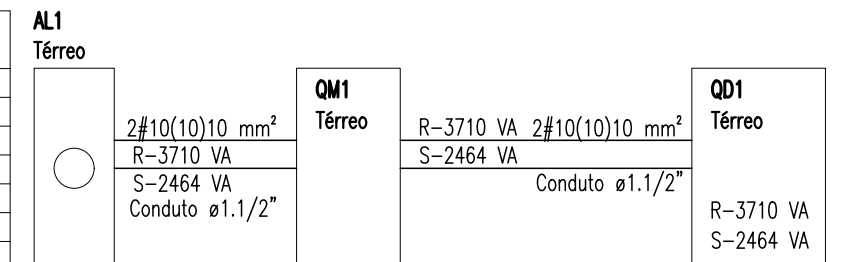 AL1
Térreo
2#10(10)10 mm²
R-3710 VA
S-2464 VA
Conduto ø1.1/2"
QM1
Térreo
R-3710 VA 2#10(10)10 mm²
S-2464 VA
Conduto ø1.1/2"
QD1
Térreo
R-3710 VA
S-2464 VA